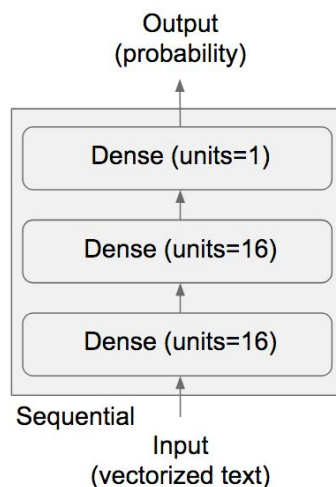 Output
(probability)
Dense (units=1)
Dense (units=16)
Dense (units=16)
Sequential
Input
(vectorized text)